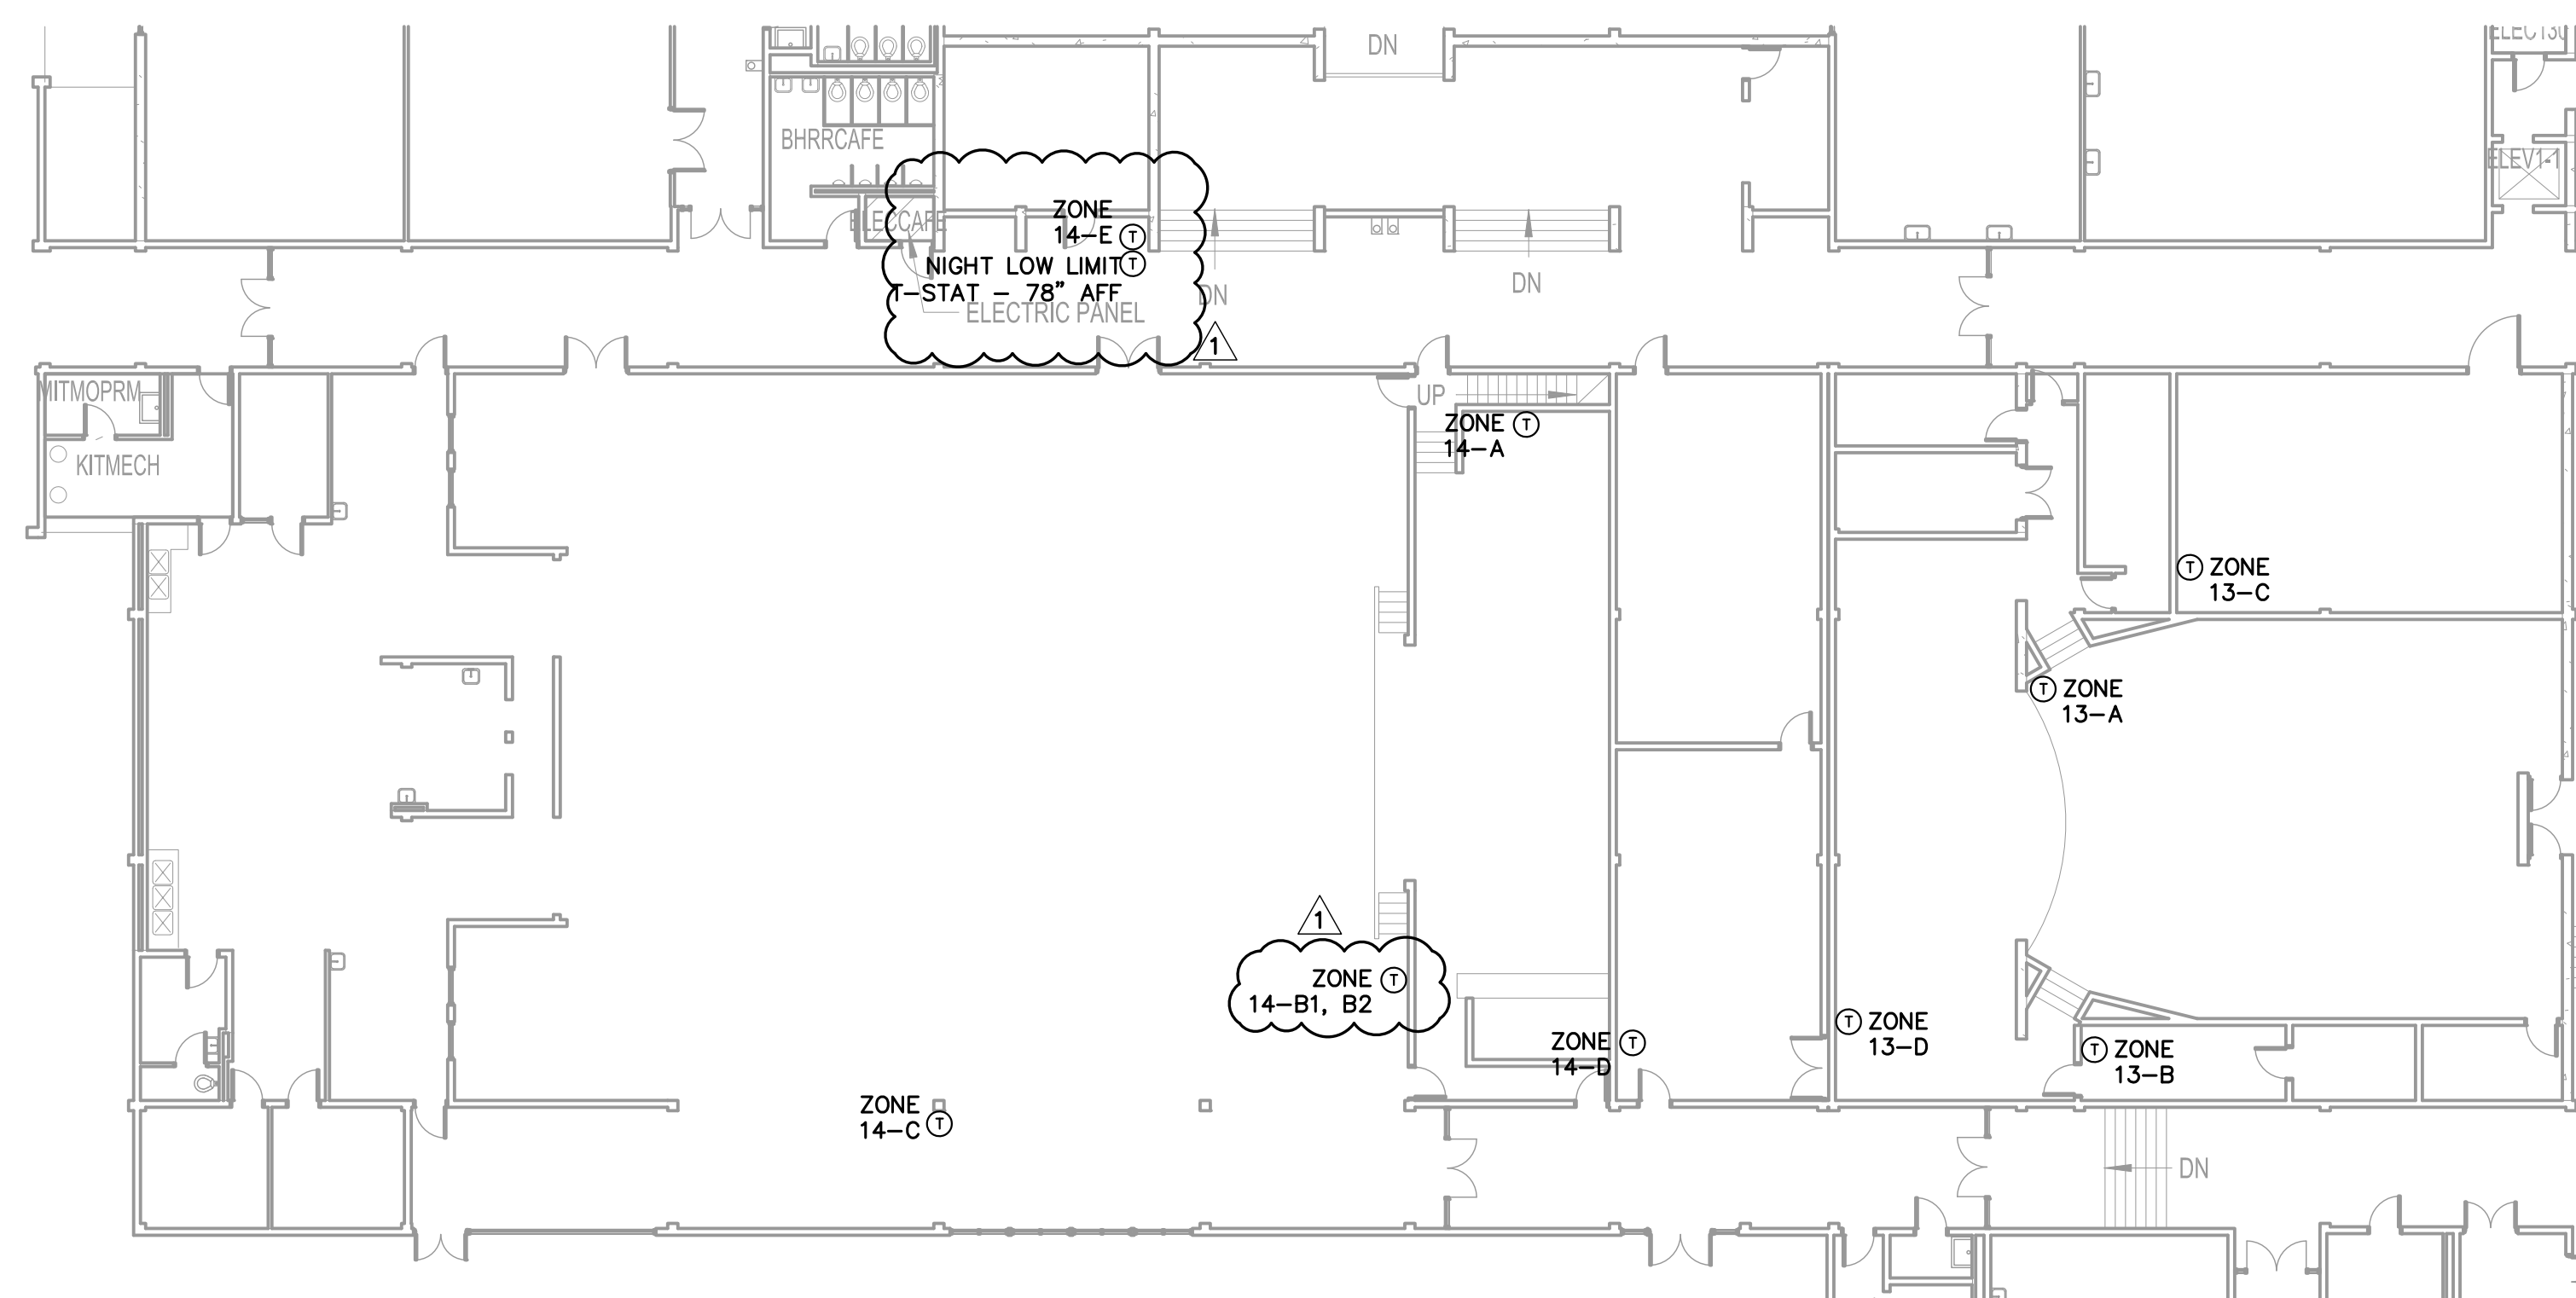 DN
ELEC130
BHRRCAFE
ELEV1-1
ELECCAFE
ZONE
14-E T
NIGHT LOW LIMIT T
T-STAT - 78" AFF
ELECTRIC PANEL
DN
DN
1
MITMOPRM
KITMECH
UP
ZONE T
14-A
T ZONE
13-C
T ZONE
13-A
1
ZONE T
14-B1, B2
ZONE T
14-D
T ZONE
13-D
T ZONE
13-B
ZONE
14-C T
DN